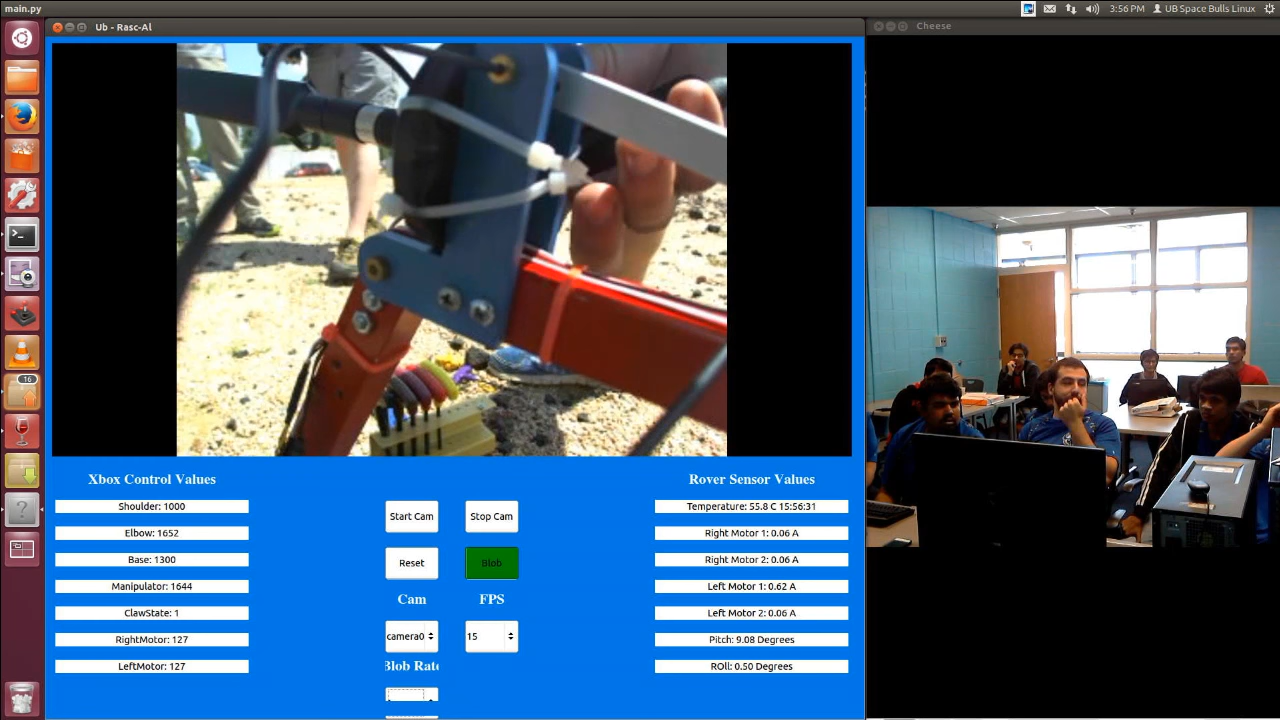 main.py
3:56 PM
UB Space Bulls Linux
Ub - Rasc-Al
Cheese
16
Xbox Control Values
Shoulder: 1000
Elbow: 1652
Base: 1300
Manipulator: 1644
ClawState: 1
RightMotor: 127
LeftMotor: 127
Start Cam
Stop Cam
Reset
Blob
Cam
FPS
camera0
15
Blob Rate
Rover Sensor Values
Temperature: 55.8 C 15:56:31
Right Motor 1: 0.06 A
Right Motor 2: 0.06 A
Left Motor 1: 0.62 A
Left Motor 2: 0.06 A
Pitch: 9.08 Degrees
ROll: 0.50 Degrees